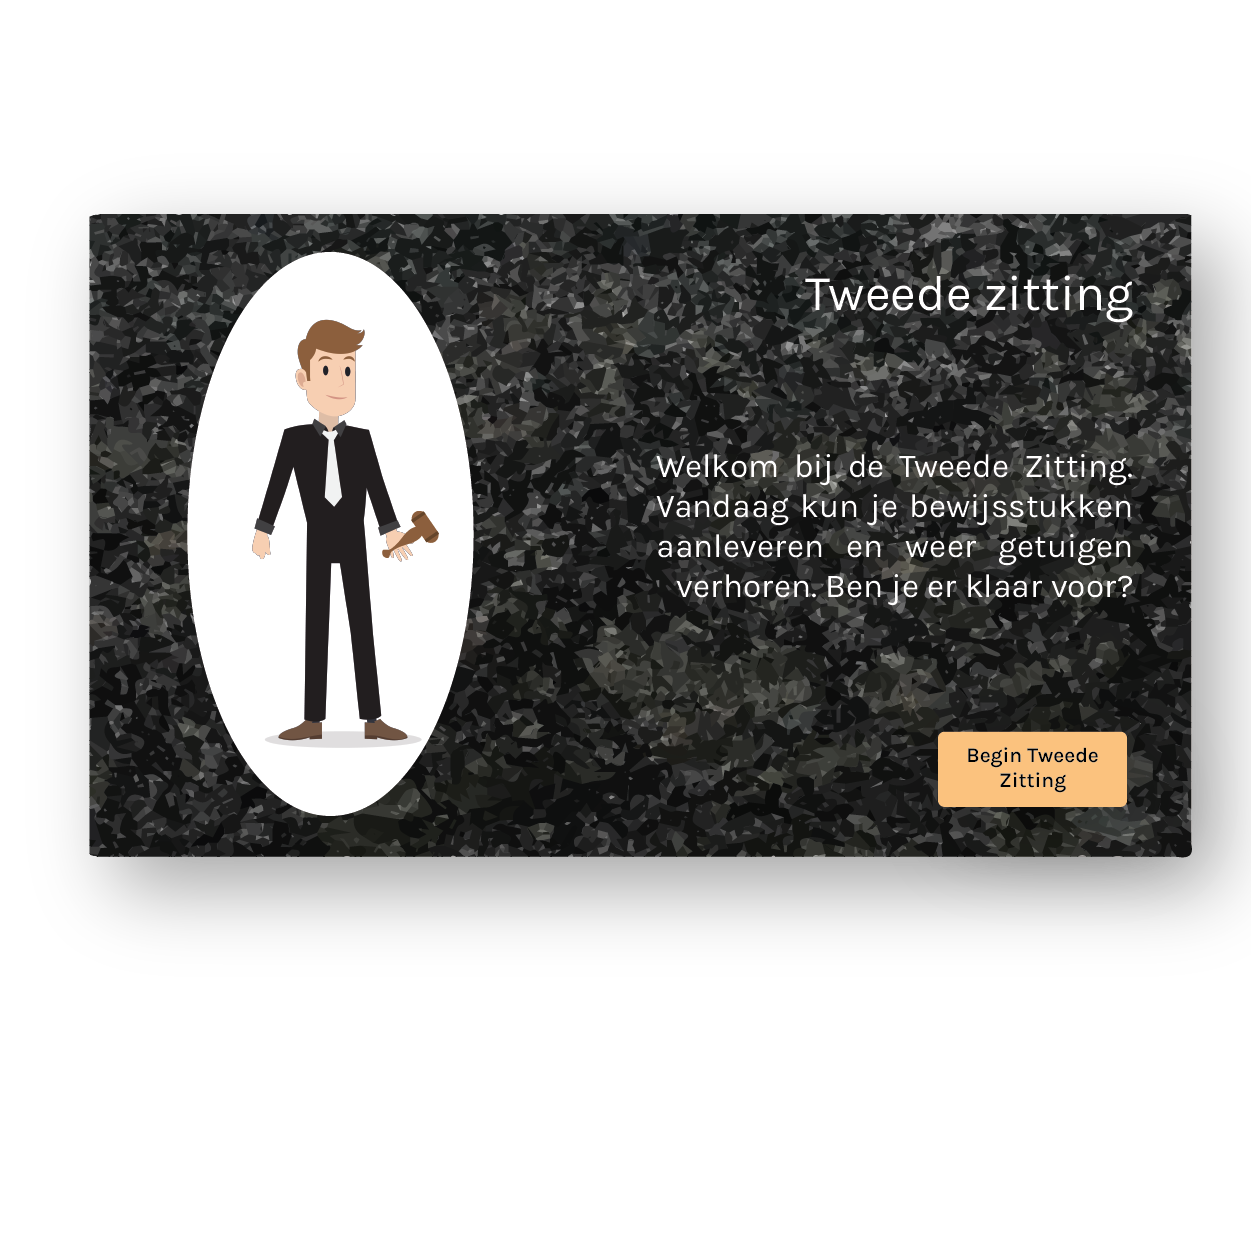 Tweede zitting
Welkom bij de Tweede Zitting.
Vandaag kun je bewijsstukken
aanleveren en weer getuigen
verhoren. Ben je er klaar voor?
Begin Tweede
Zitting